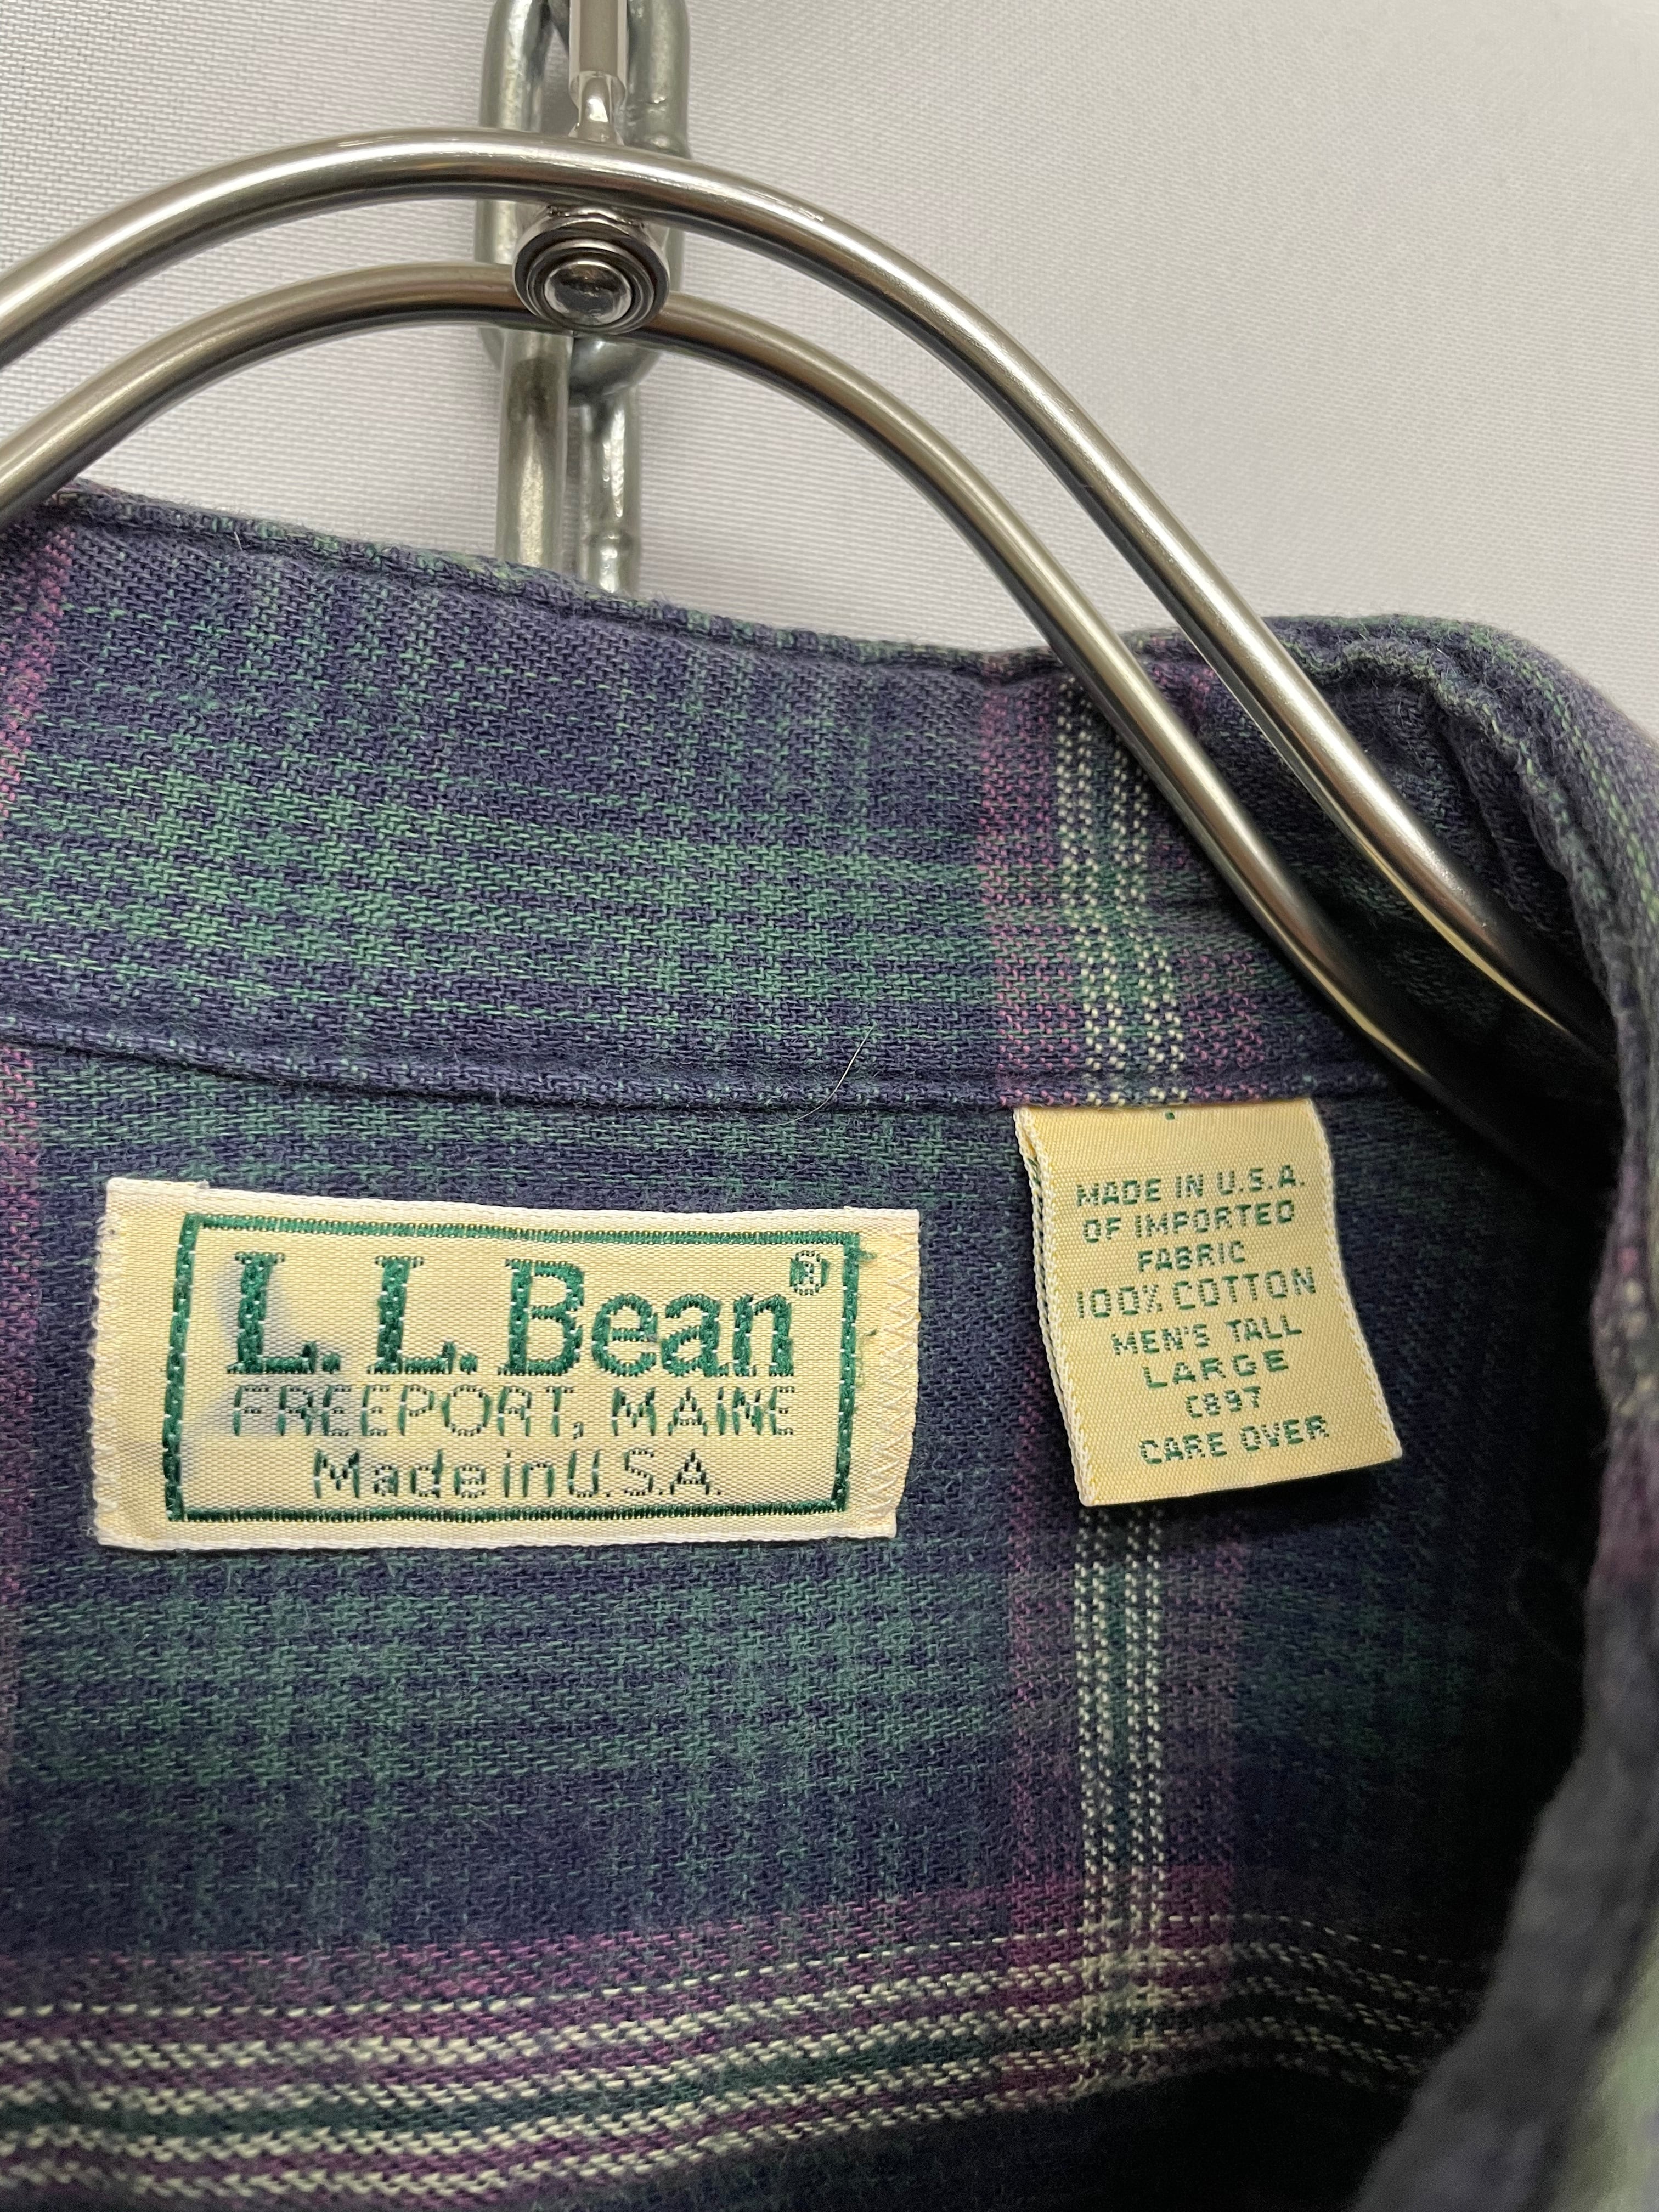 L.L.Bean®
FREEPORT, MAINE
Made in U.S.A.
MADE IN U.S.A.
OF IMPORTED
FABRIC
100% COTTON
MEN'S TALL
LARGE
C897
CARE OVER